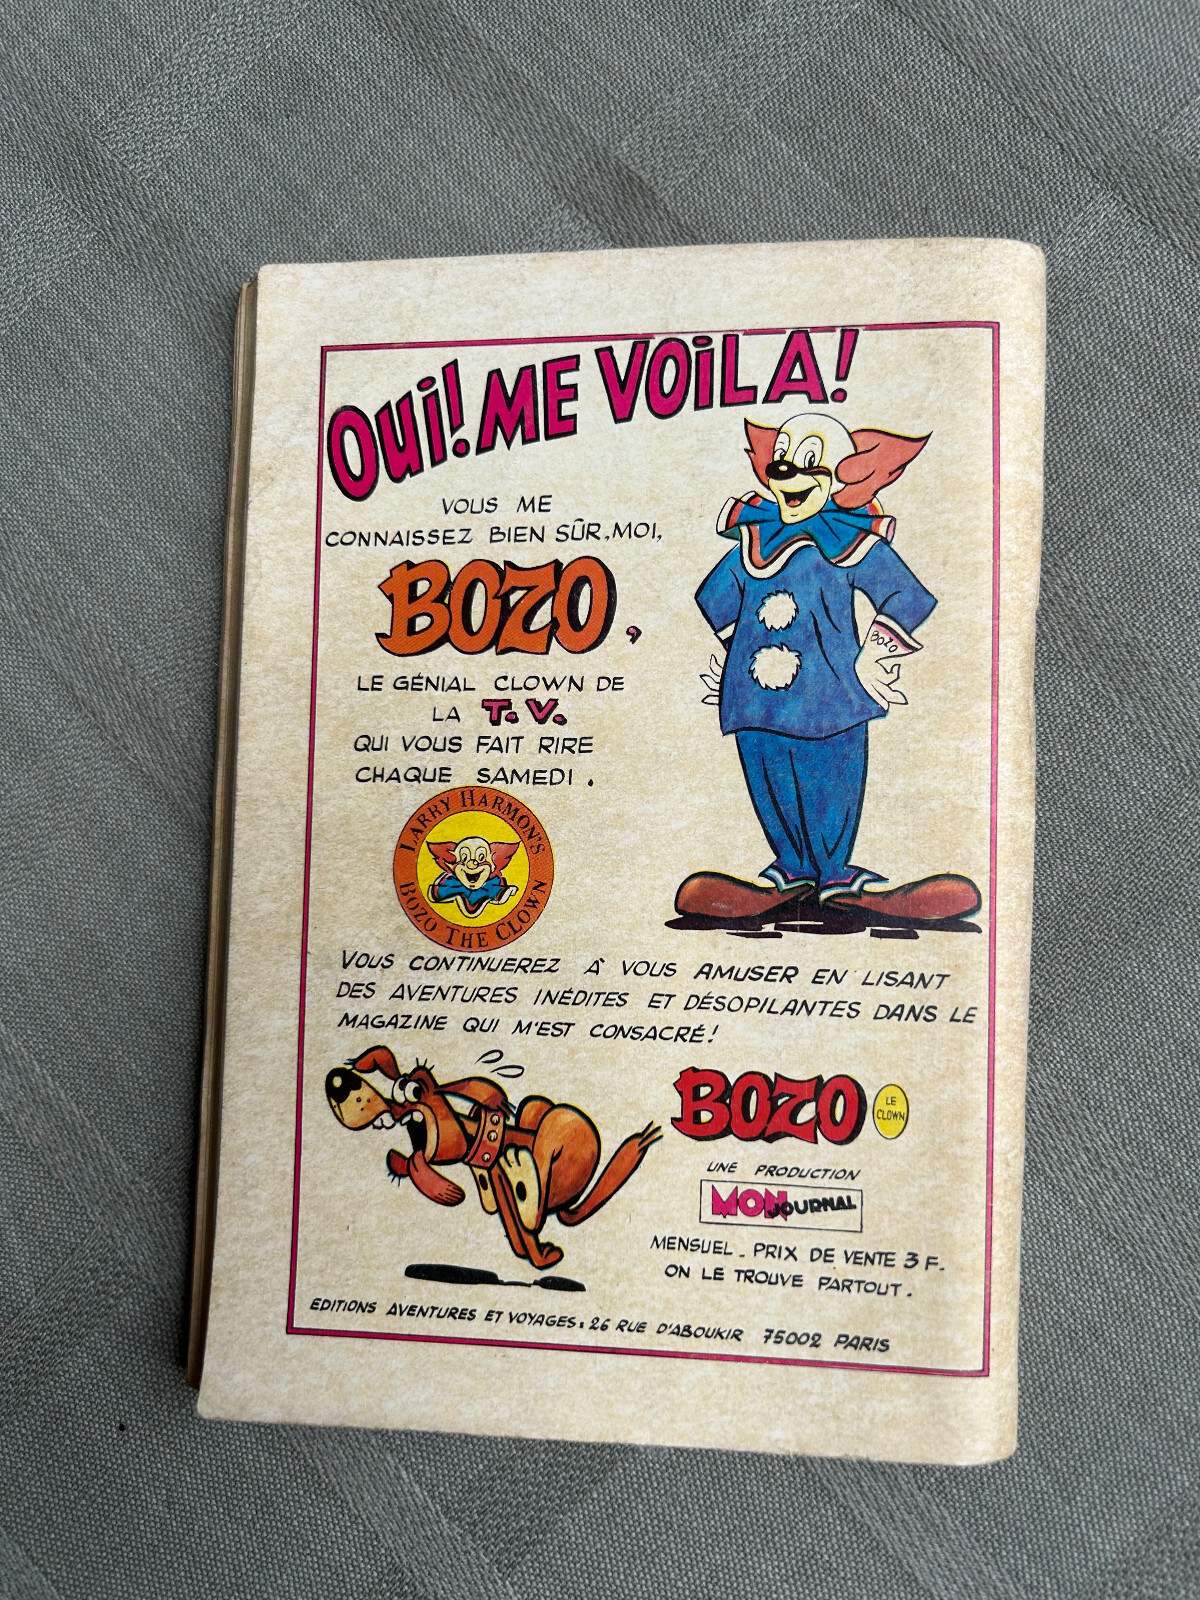 OUI! ME VOILA!
VOUS ME
CONNAISSEZ BIEN SÛR, MOI,
BOZO,
LE GÉNIAL CLOWN DE
LA T.V.
QUI VOUS FAIT RIRE
CHAQUE SAMEDI.
BOZO
LARRY HARMON'S
BOZO THE CLOWN
VOUS CONTINUEREZ À VOUS AMUSER EN LISANT
DES AVENTURES INÉDITES ET DÉSOPILANTES DANS LE
MAGAZINE QUI M'EST CONSACRÉ!
BOZO
LE
CLOWN
UNE PRODUCTION
MON JOURNAL
MENSUEL - PRIX DE VENTE 3 F.
ON LE TROUVE PARTOUT.
EDITIONS AVENTURES ET VOYAGES: 26 RUE D'ABOUKIR 75002 PARIS